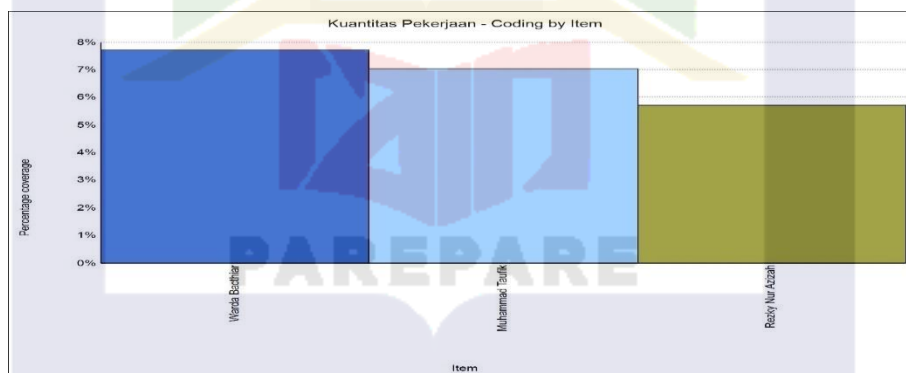 Kuantitas Pekerjaan - Coding by Item
8%
7%
6%
5%
4%
3%
2%
1%
0%
Percentage coverage
Warda Badhiar
Muhammad Taufik
Rezky Nur Azizah
Item
PAREPARE